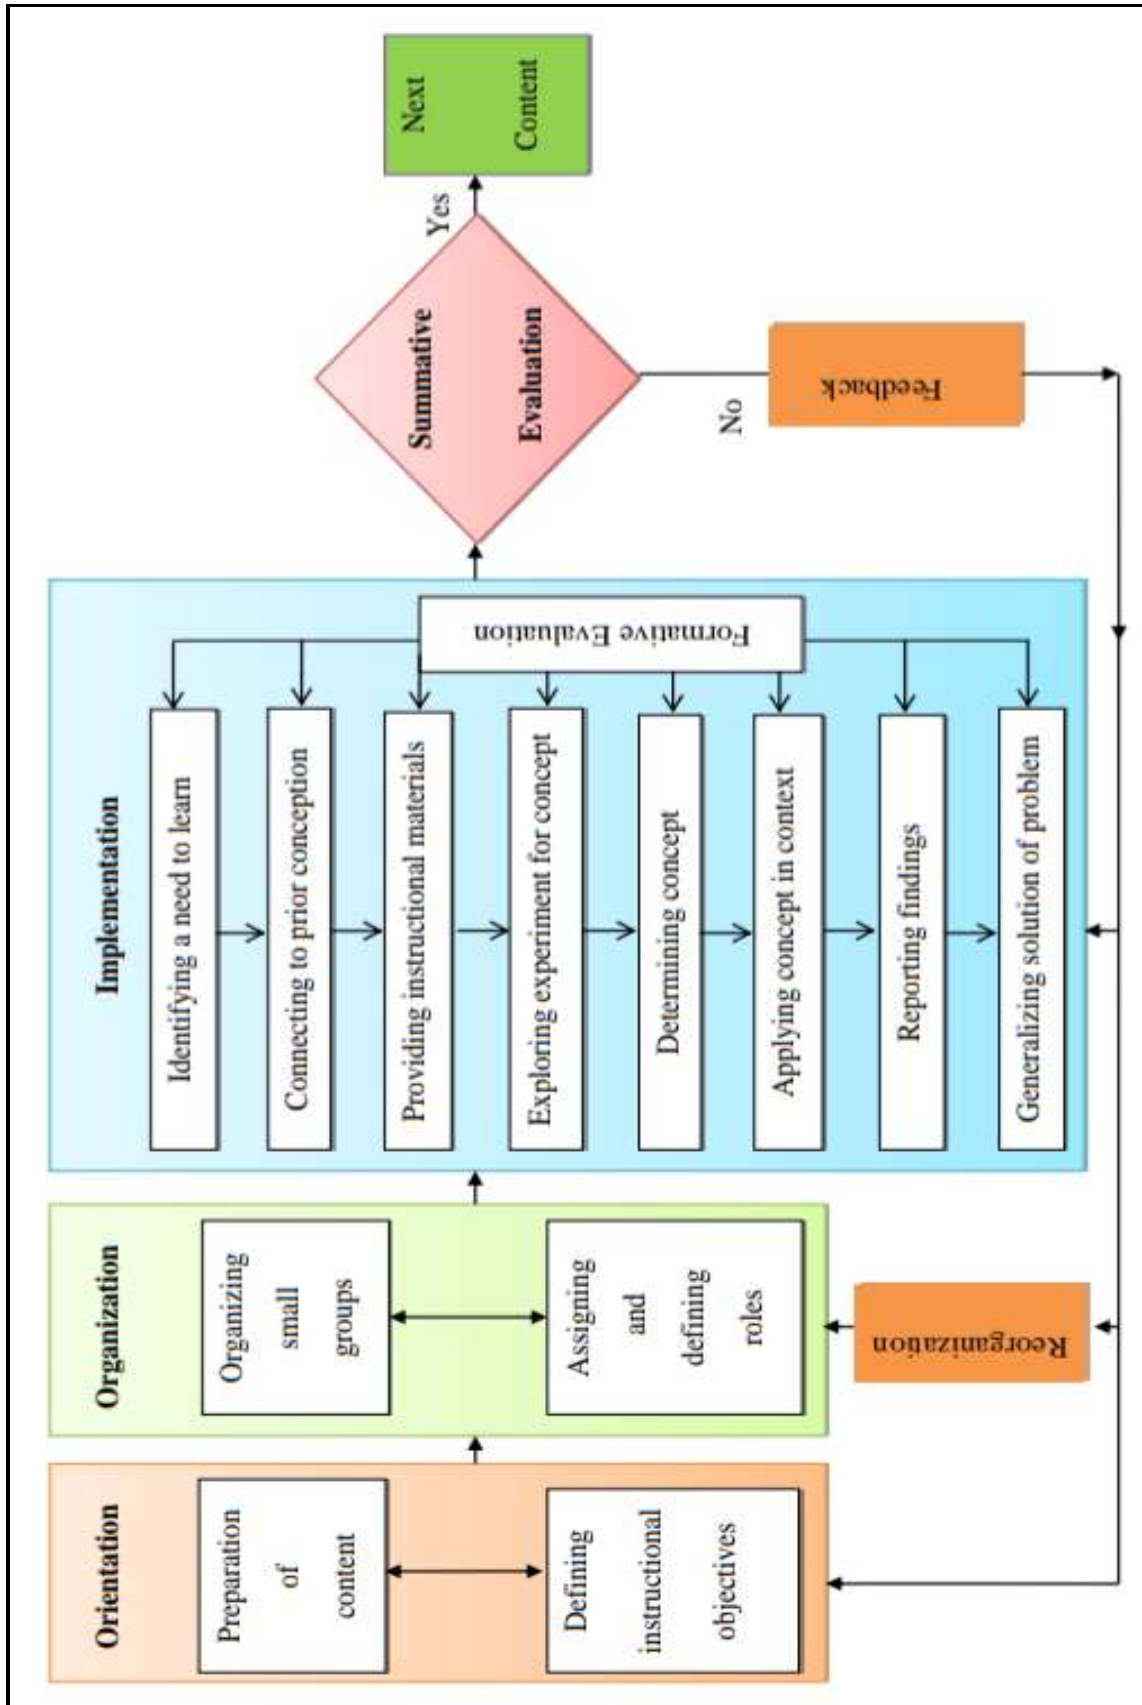 Orientation
Preparation
of
content
Defining
instructional
objectives
Organization
Organizing
small
groups
Assigning
and
defining
roles
Reorganization
Implementation
Identifying a need to learn
Connecting to prior conception
Providing instructional materials
Exploring experiment for concept
Determining concept
Applying concept in context
Reporting findings
Generalizing solution of problem
Formative Evaluation
Summative
Evaluation
Yes
No
Feedback
Next
Content